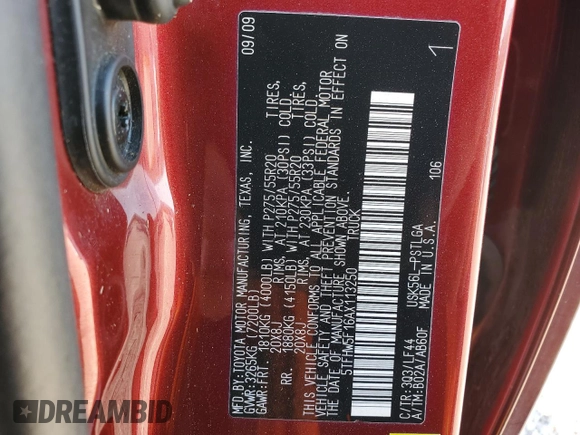 MFD.BY:TOYOTA MOTOR MANUFACTURING, TEXAS, INC. 09/09
GVWR:3265KG (7200LB)
GAWR:FRT. 1810KG (4000LB) WITH P275/55R20 TIRES,
20X8J RIMS, AT 210KPA (30PSI) COLD
RR. 1880KG (4150LB) WITH P275/55R20 TIRES,
20X8J RIMS, AT 230KPA (33PSI) COLD
THIS VEHICLE CONFORMS TO ALL APPLICABLE FEDERAL MOTOR
VEHICLE SAFETY AND THEFT PREVENTION STANDARDS IN EFFECT ON
THE DATE OF MANUFACTURE SHOWN ABOVE.
5TFHW5F16AX113250 TRUCK
1
106
C/TR:3Q3/LF44 USK56L-PSTLGA
A/TM:B02A/AB60F MADE IN U.S.A.
DREAMBID